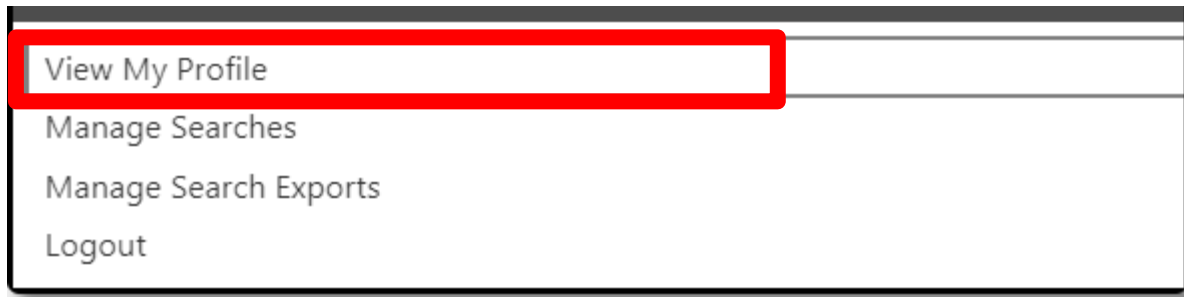 View My Profile
Manage Searches
Manage Search Exports
Logout